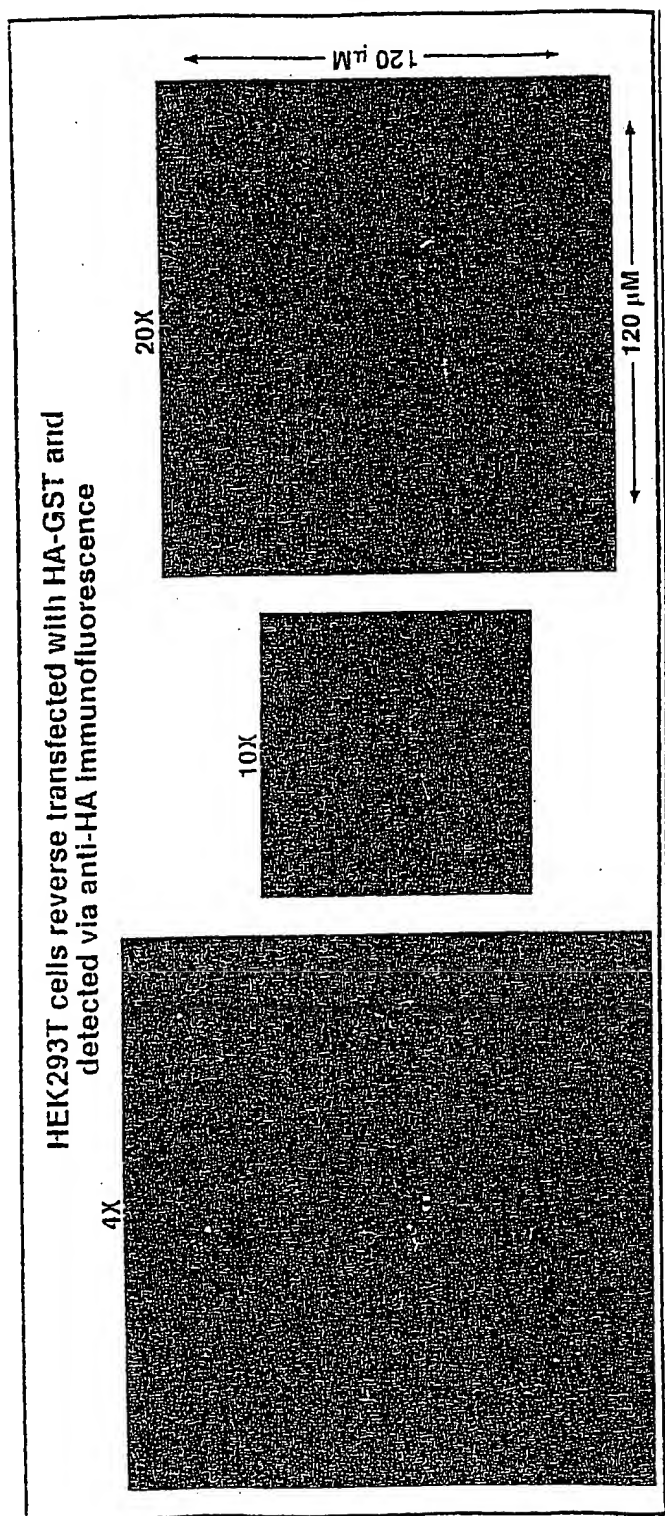 HEK293T cells reverse transfected with HA-GST and
detected via anti-HA Immunofluorescence
4X
10X
20X
120 µM
120 µM